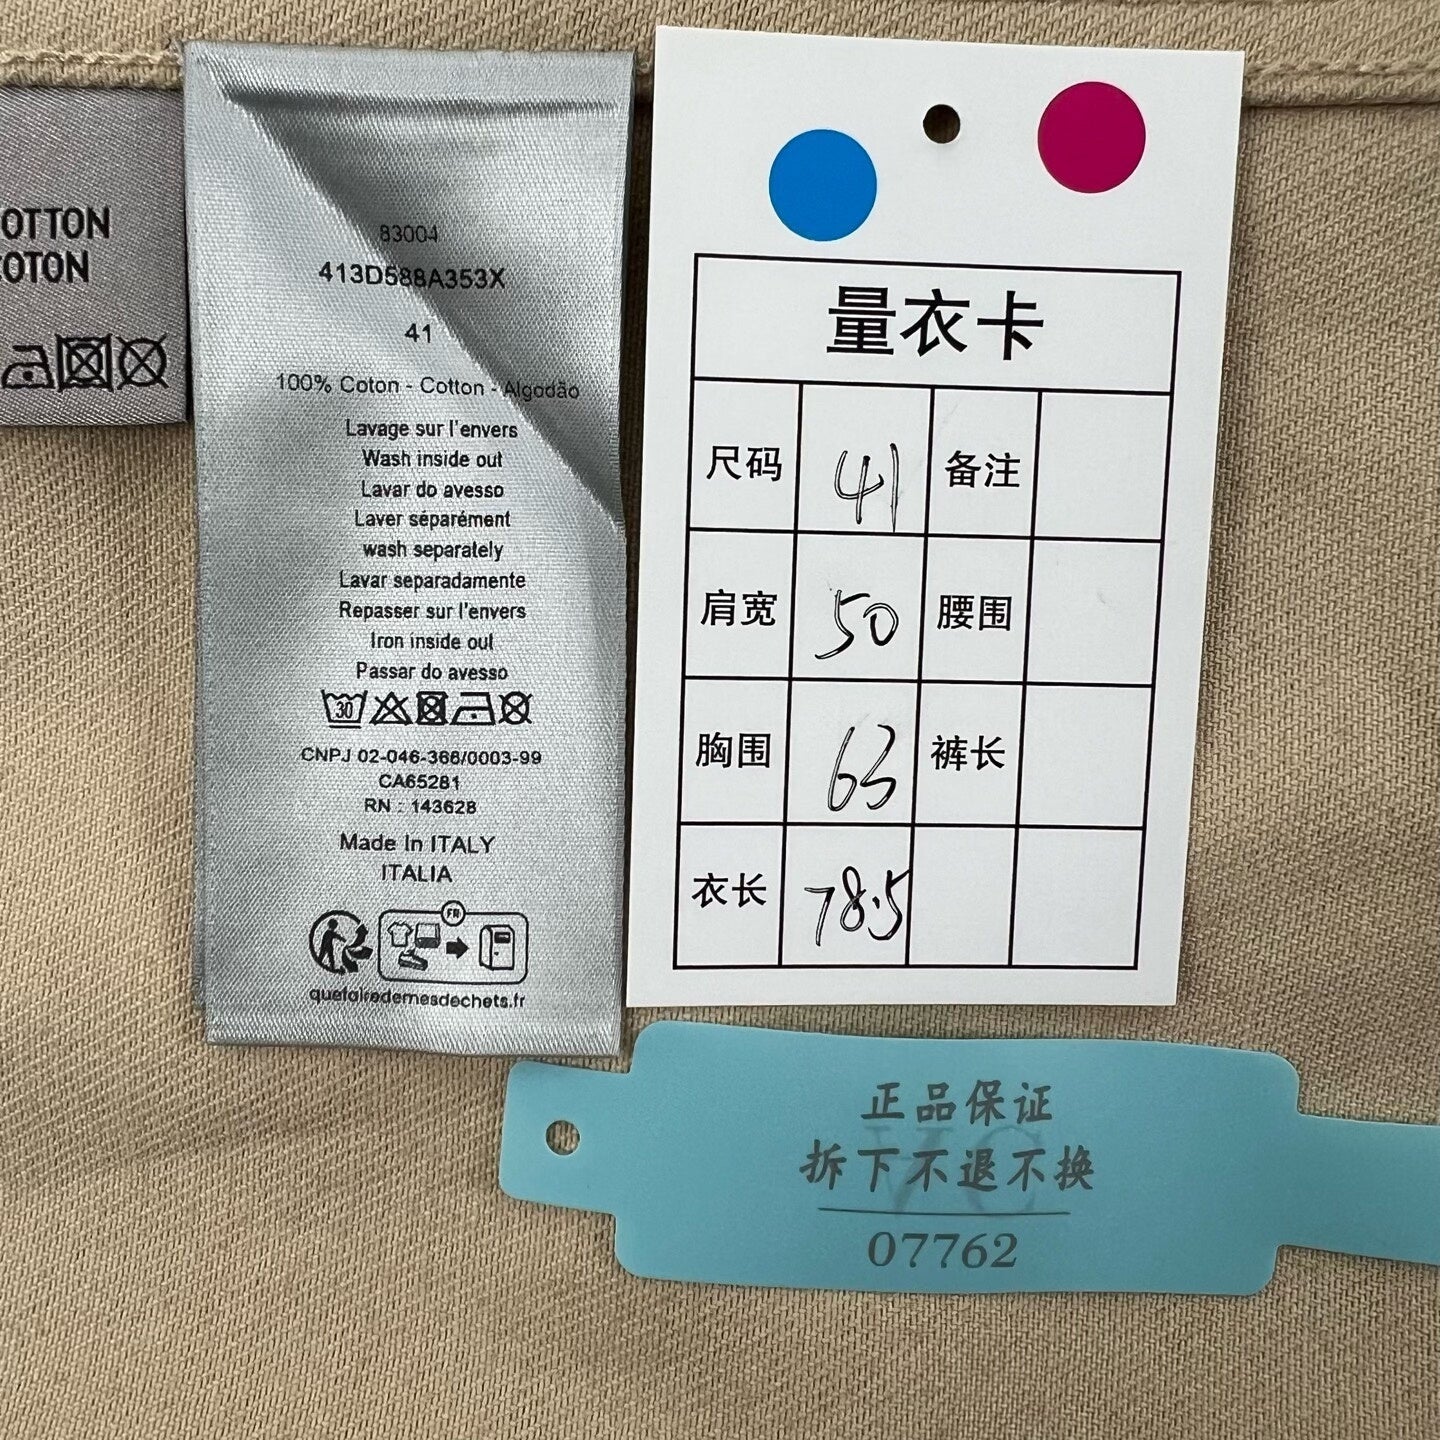 OTTON
OTON
83004
413D588A353X
41
100% Coton - Cotton - Algodão
Lavage sur l'envers
Wash inside out
Lavar do avesso
Laver séparément
wash separately
Lavar separadamente
Repasser sur l'envers
Iron inside out
Passar do avesso
30
CNPJ 02-046-366/0003-99
CA65281
RN : 143628
Made In ITALY
ITALIA
FR
quefairedemesdechets.fr
量衣卡
尺码 41 备注
肩宽 50 腰围
胸围 63 裤长
衣长 78.5
正品保证
拆下不退不换
07762